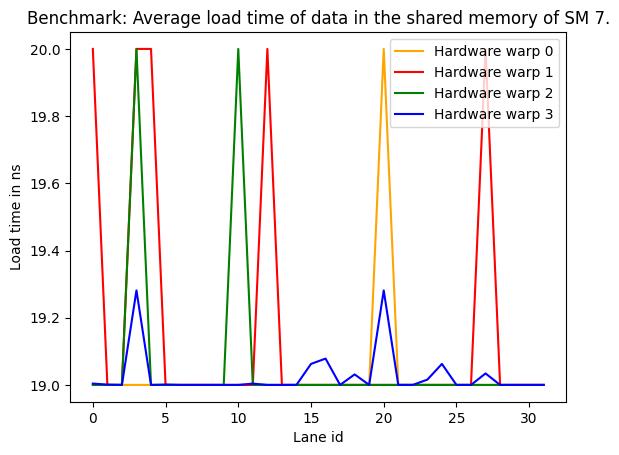 Benchmark: Average load time of data in the shared memory of SM 7.
Hardware warp 0
Hardware warp 1
Hardware warp 2
Hardware warp 3
Load time in ns
20.0
19.8
19.6
19.4
19.2
19.0
0 5 10 15 20 25 30
Lane id